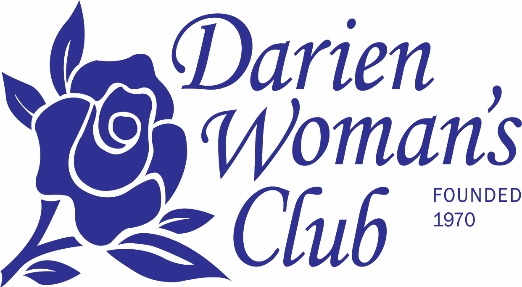 Darien
Woman's
Club
FOUNDED
1970